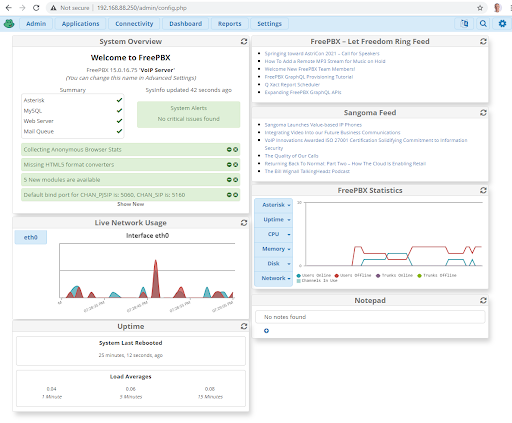 Not secure | 192.168.88.250/admin/config.php
Admin Applications Connectivity Dashboard Reports Settings
System Overview
Welcome to FreePBX
FreePBX 15.0.16.75 'VoIP Server'
(You can change this name in Advanced Settings)
Summary
Asterisk
MySQL
Web Server
Mail Queue
SysInfo updated 42 seconds ago
System Alerts
No critical issues found
Collecting Anonymous Browser Stats
Missing HTML5 format converters
5 New modules are available
Default bind port for CHAN_PJSIP is: 5060, CHAN_SIP is: 5160
Show New
Live Network Usage
eth0
Interface eth0
Uptime
System Last Rebooted
25 minutes, 12 seconds, ago
Load Averages
0.04 0.06 0.08
1 Minute 5 Minutes 15 Minutes
FreePBX – Let Freedom Ring Feed
Springing toward AstriCon 2021 – Call for Speakers
How To Add a Remote MP3 Stream for Music on Hold
Welcome New FreePBX Team Members!
FreePBX GraphQL Provisioning Tutorial
Q Xact Report Scheduler
Expanding FreePBX GraphQL APIs
Sangoma Feed
Sangoma Launches Value-based IP Phones
Integrating Video Into our Future Business Communications
VoIP Innovations Awarded ISO 27001 Certification Solidifying Commitment to Information
Security
The Quality of Our Calls
Returning Back To Normal, Part Two – How The Cloud Is Enabling Retail
The Bill Wignall TalkingHeadz Podcast
FreePBX Statistics
Asterisk
Uptime
CPU
Memory
Disk
Network
Users Online Users Offline Trunks Online Trunks Offline
Channels In Use
Notepad
No notes found